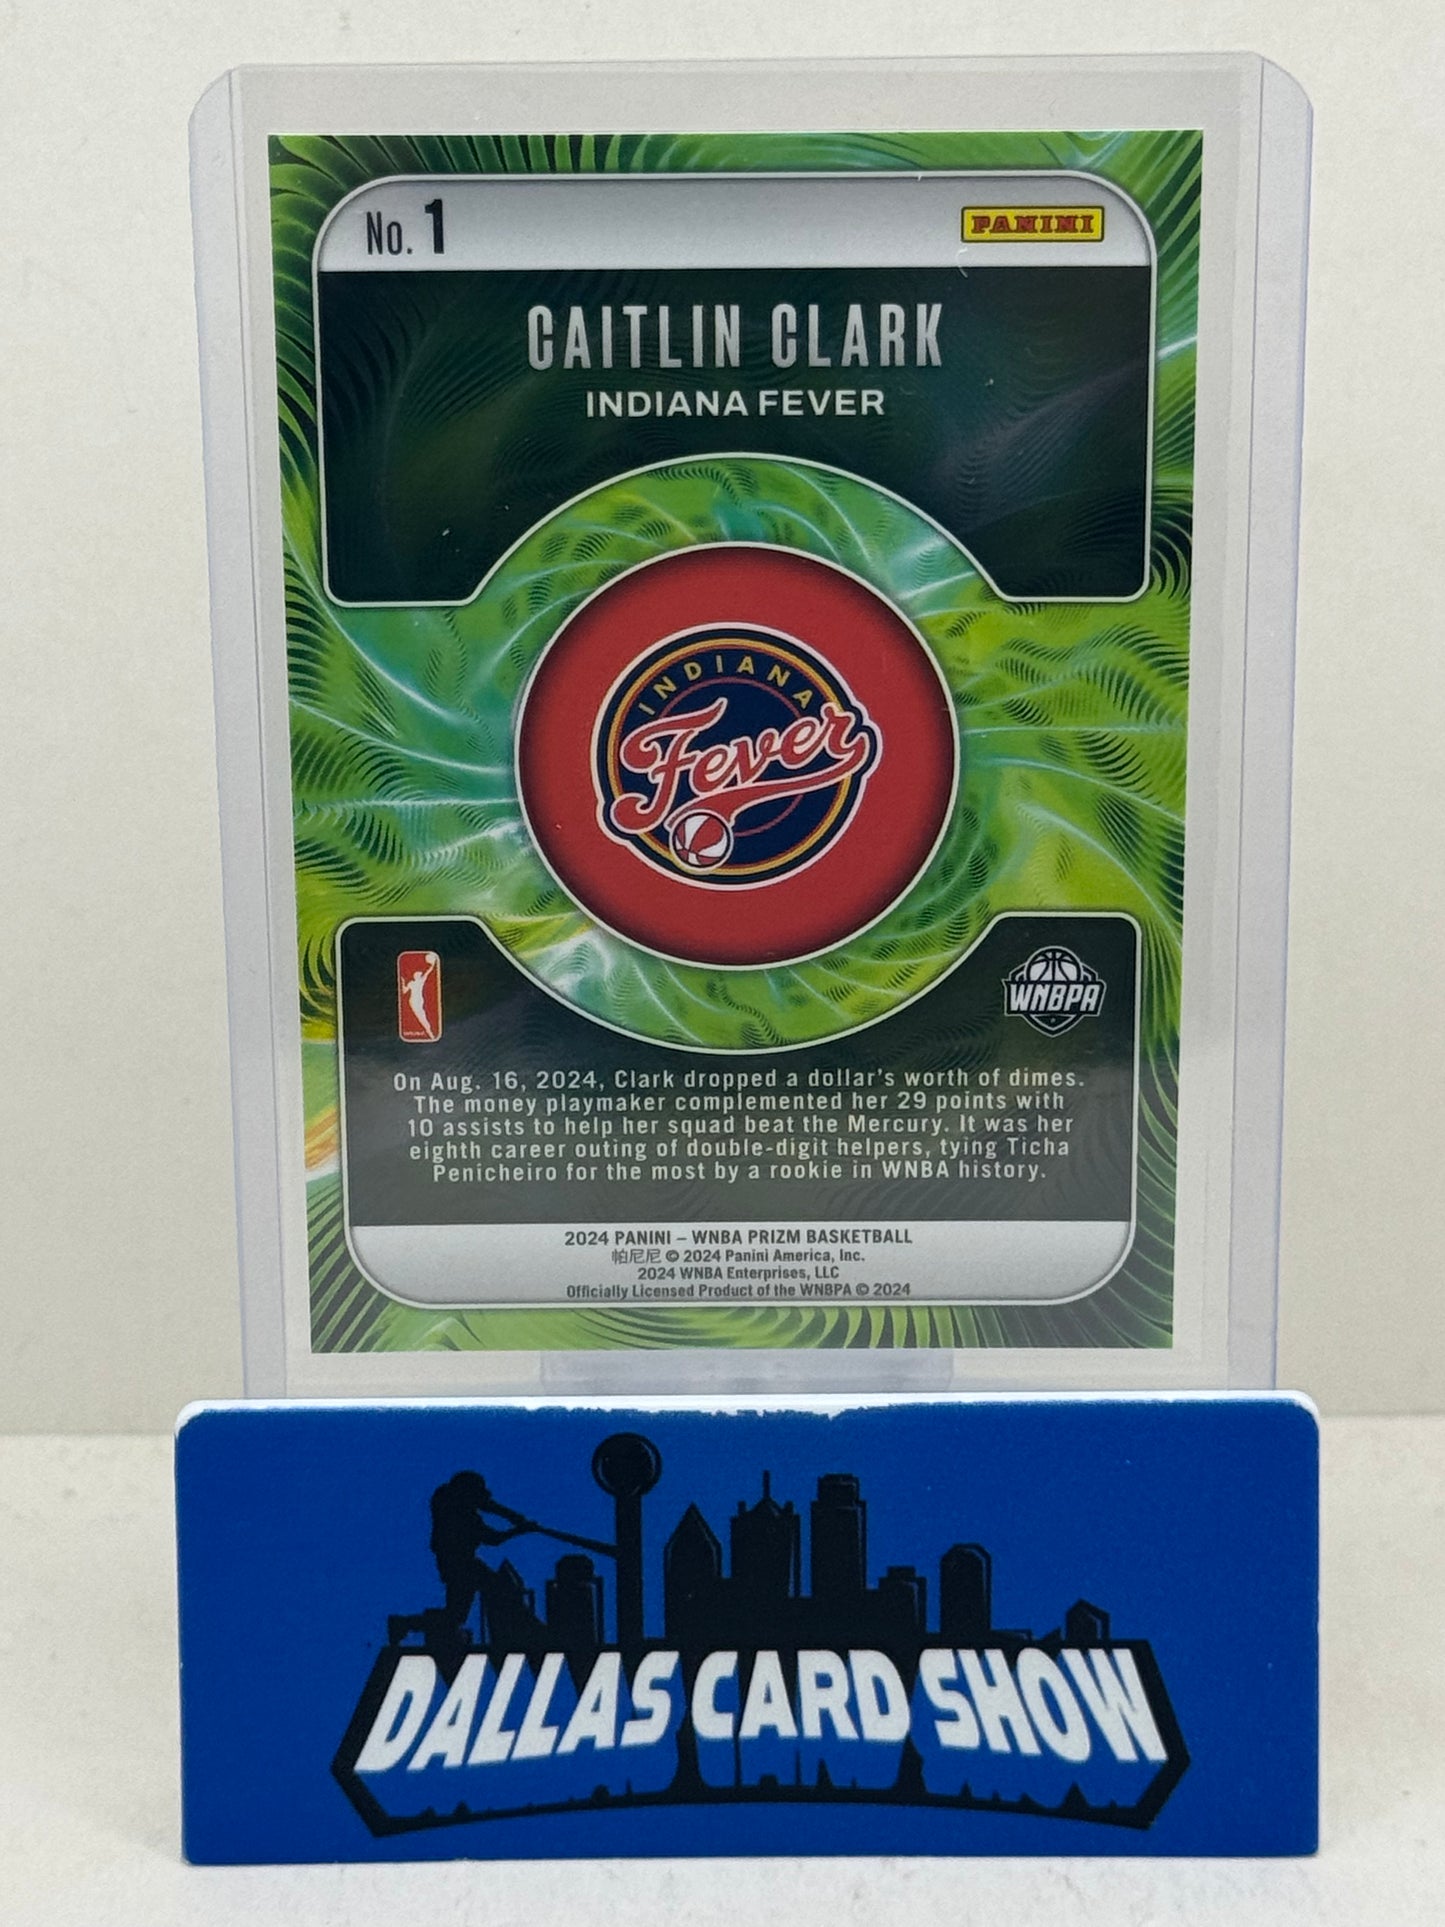 No. 1
PANINI
CAITLIN CLARK
INDIANA FEVER
INDIANA
Fever
WNBPA
On Aug. 16, 2024, Clark dropped a dollar's worth of dimes.
The money playmaker complemented her 29 points with
10 assists to help her squad beat the Mercury. It was her
eighth career outing of double-digit helpers, tying Ticha
Penicheiro for the most by a rookie in WNBA history.
2024 PANINI – WNBA PRIZM BASKETBALL
帕尼尼 © 2024 Panini America, Inc.
2024 WNBA Enterprises, LLC
Officially Licensed Product of the WNBPA © 2024
DALLAS CARD SHOW